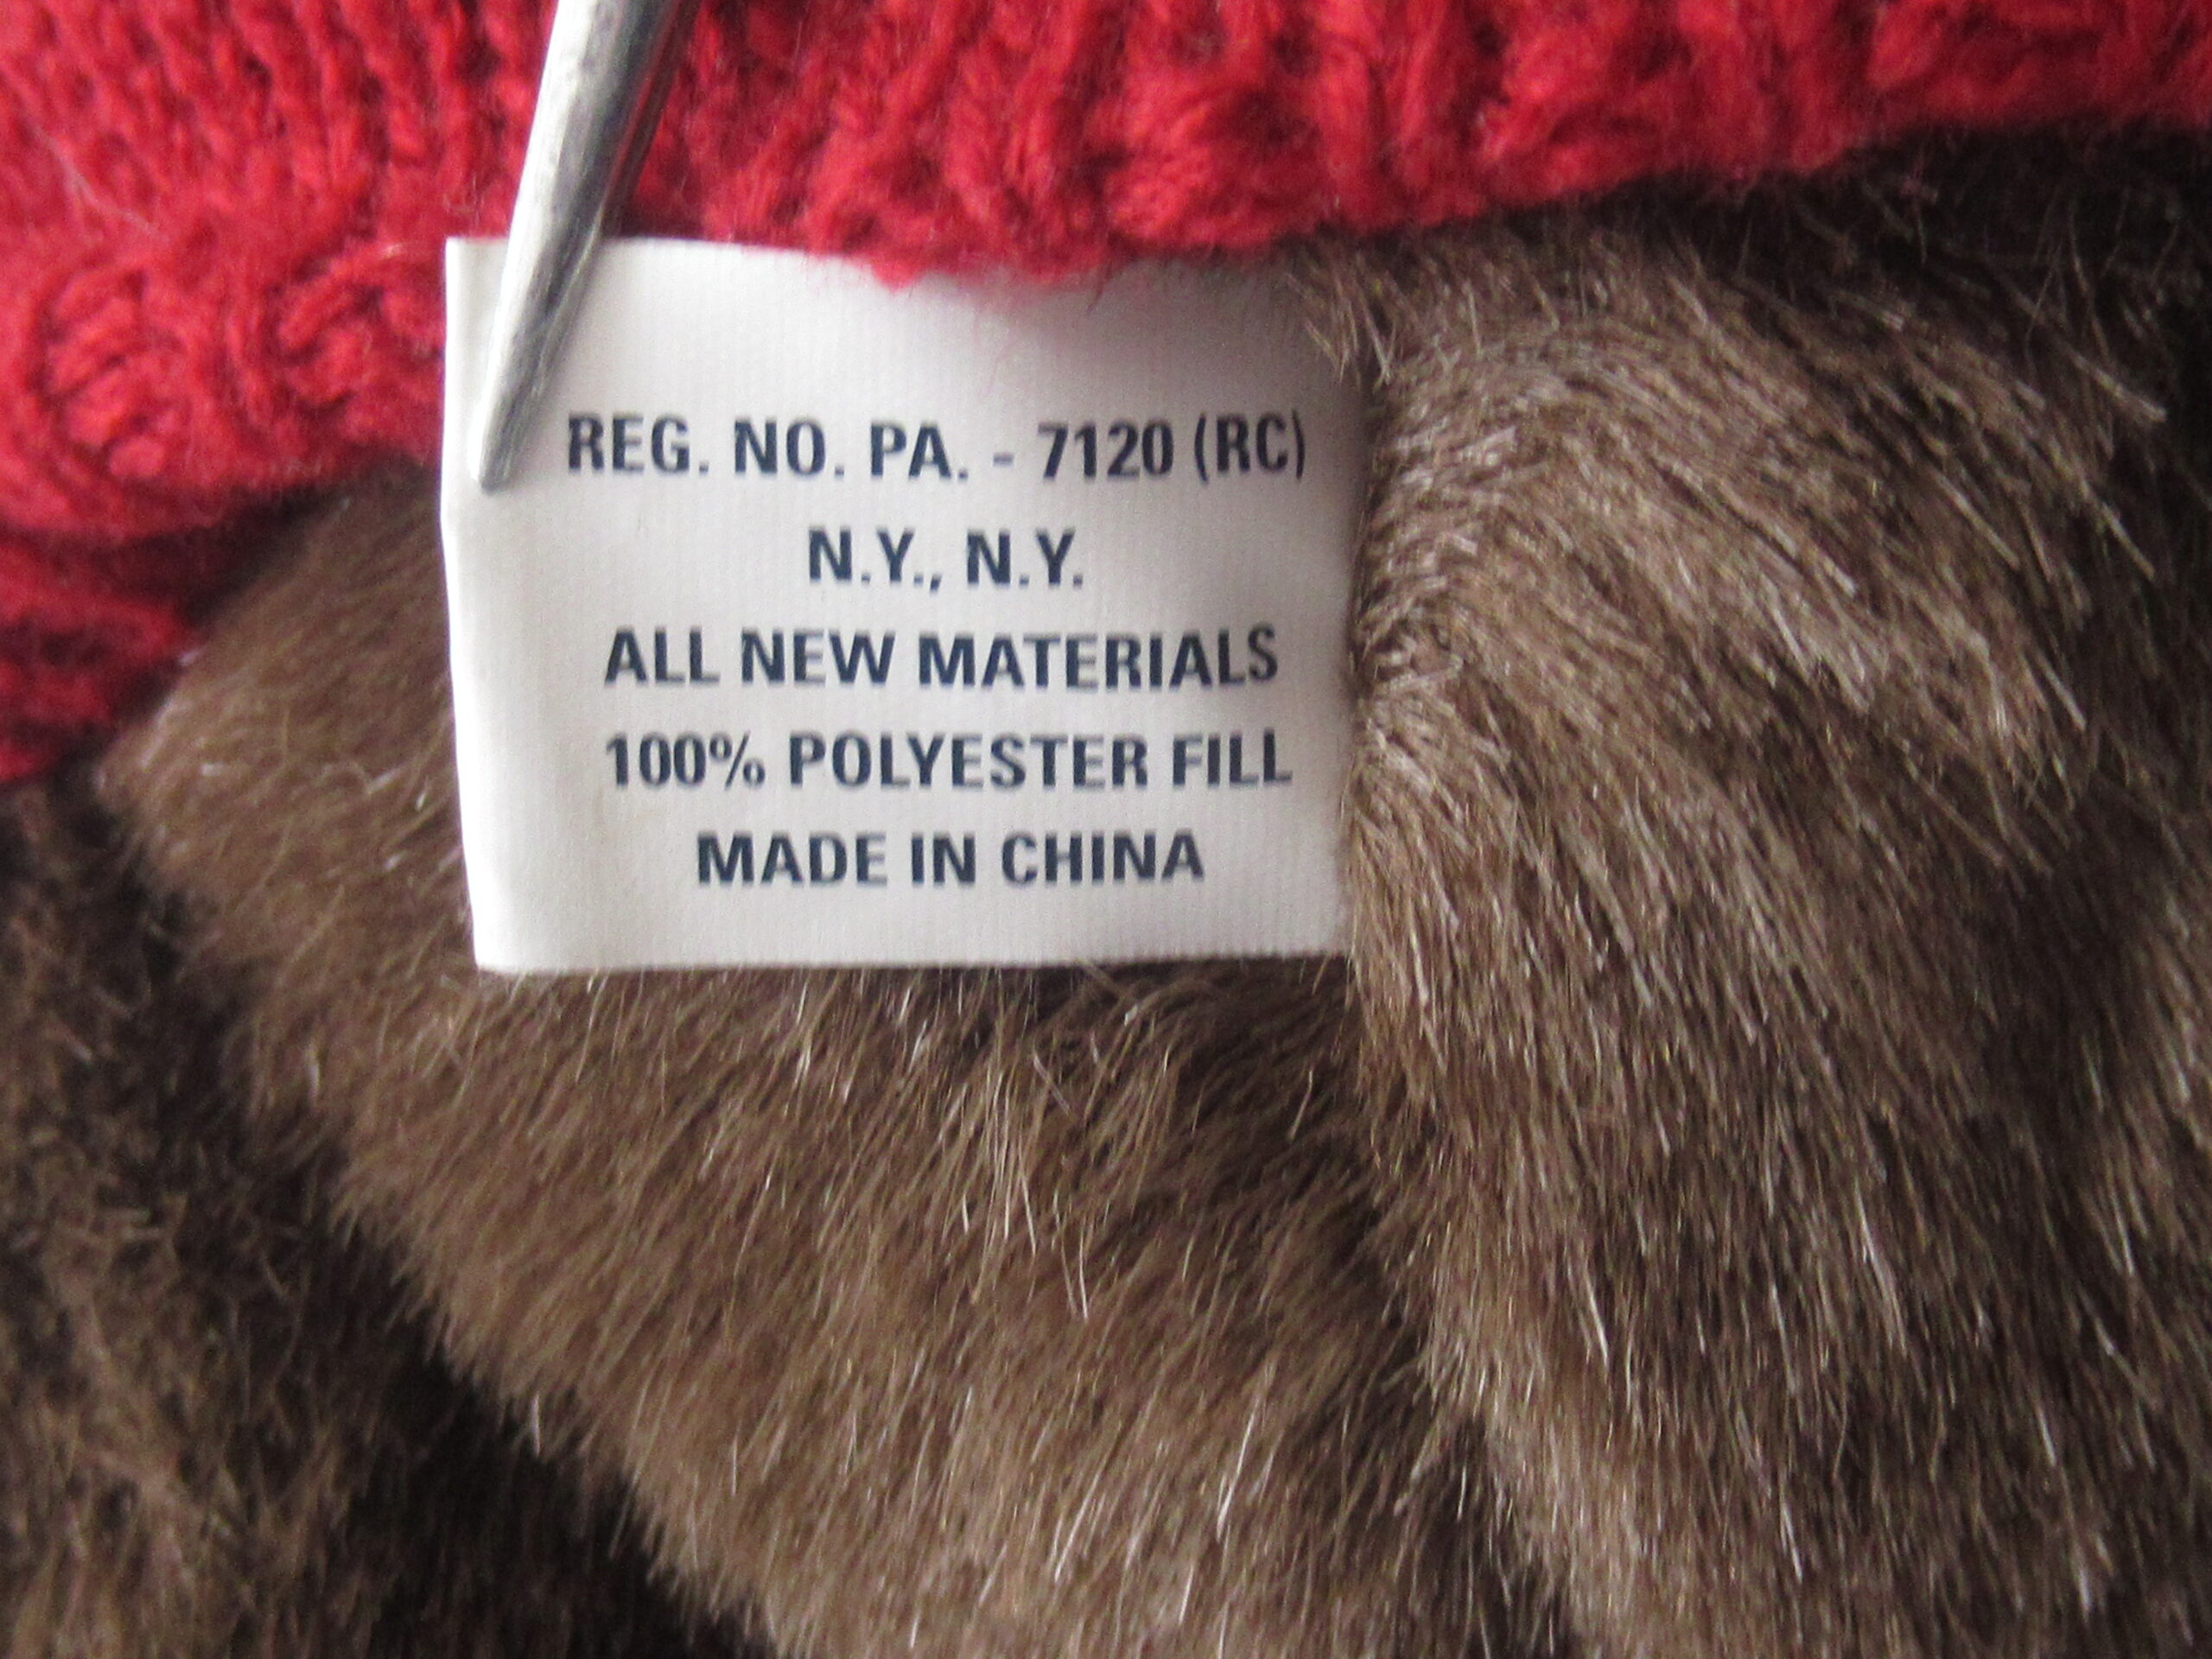 REG. NO. PA. - 7120 (RC)
N.Y., N.Y.
ALL NEW MATERIALS
100% POLYESTER FILL
MADE IN CHINA